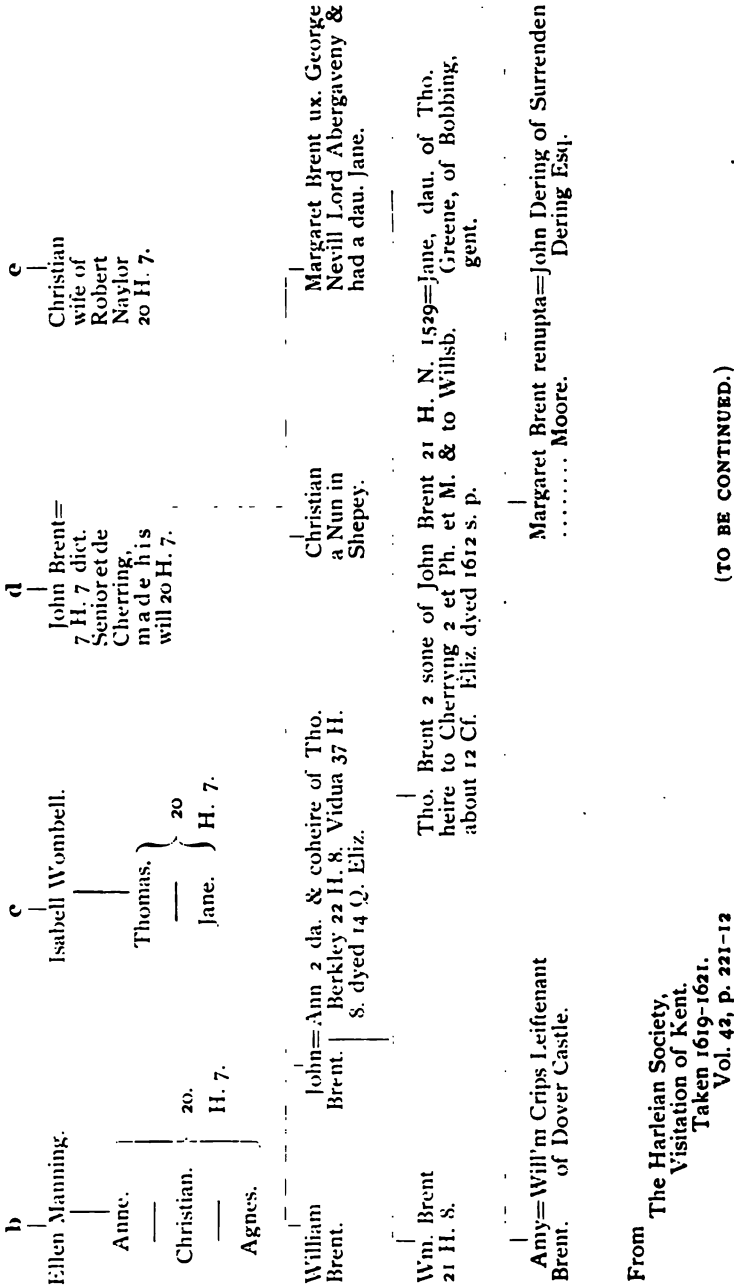 b
Ellen Manning.
Anne.
Christian.
Agnes.
20.
H. 7.
c
Isabell Wombell.
Thomas.
Jane.
20
H. 7.
d
John Brent=
7 H. 7 dict.
Senior et de
Cherring,
made his
will 20 H. 7.
e
Christian
wife of
Robert
Naylor
20 H. 7.
William
Brent.
John=Ann 2 da. & coheire of Tho.
Brent. Berkley 22 H. 8. Vidua 37 H.
8. dyed 14 Q. Eliz.
Christian
a Nun in
Shepey.
Margaret Brent ux. George
Nevill Lord Abergaveny &
had a dau. Jane.
Wm. Brent
21 H. 8.
Tho. Brent 2 sone of John Brent 21 H. N. 1529=Jane, dau. of Tho.
heire to Cherryng 2 et Ph. et M. & to Willsb. Greene, of Bobbing,
about 12 Cf. Eliz. dyed 1612 s. p. gent.
Amy=Will'm Crips Leiftenant
Brent. of Dover Castle.
Margaret Brent renupta=John Dering of Surrenden
........ Moore. Dering Esq.
From
The Harleian Society,
Visitation of Kent.
Taken 1619-1621.
Vol. 42, p. 221-12
(TO BE CONTINUED.)